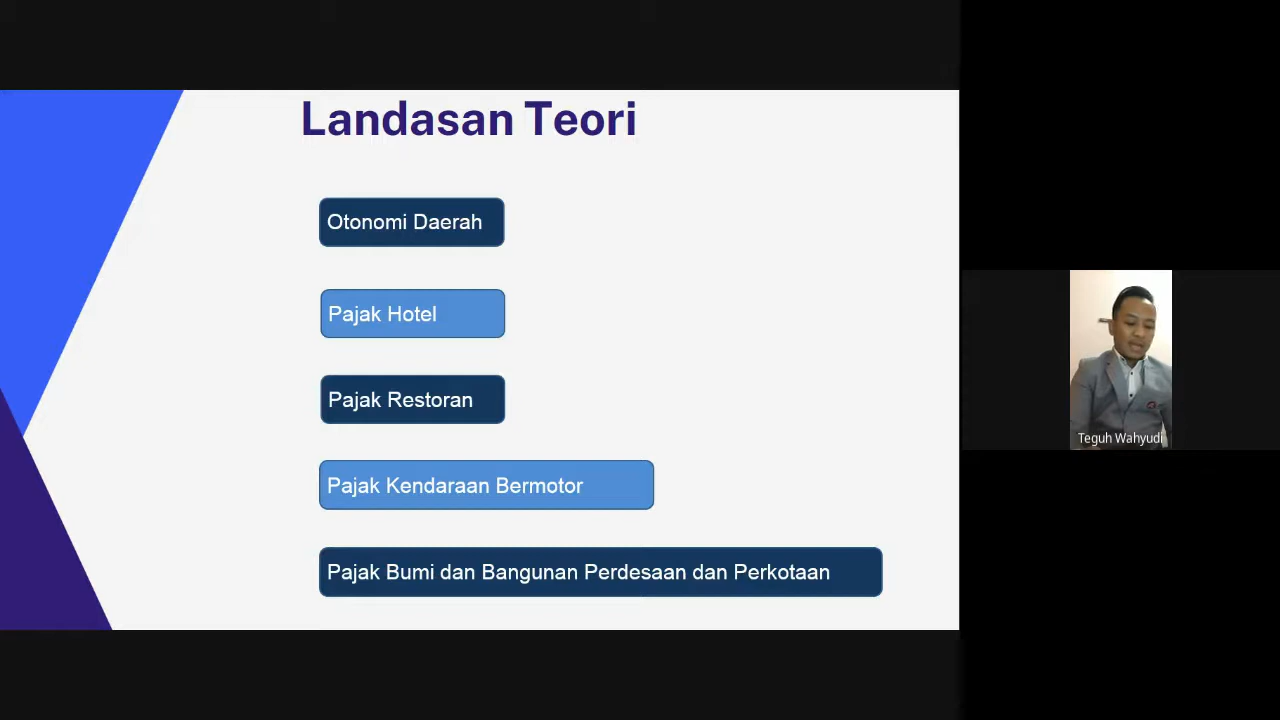 Landasan Teori
Otonomi Daerah
Pajak Hotel
Pajak Restoran
Pajak Kendaraan Bermotor
Pajak Bumi dan Bangunan Perdesaan dan Perkotaan
Teguh Wahyudi